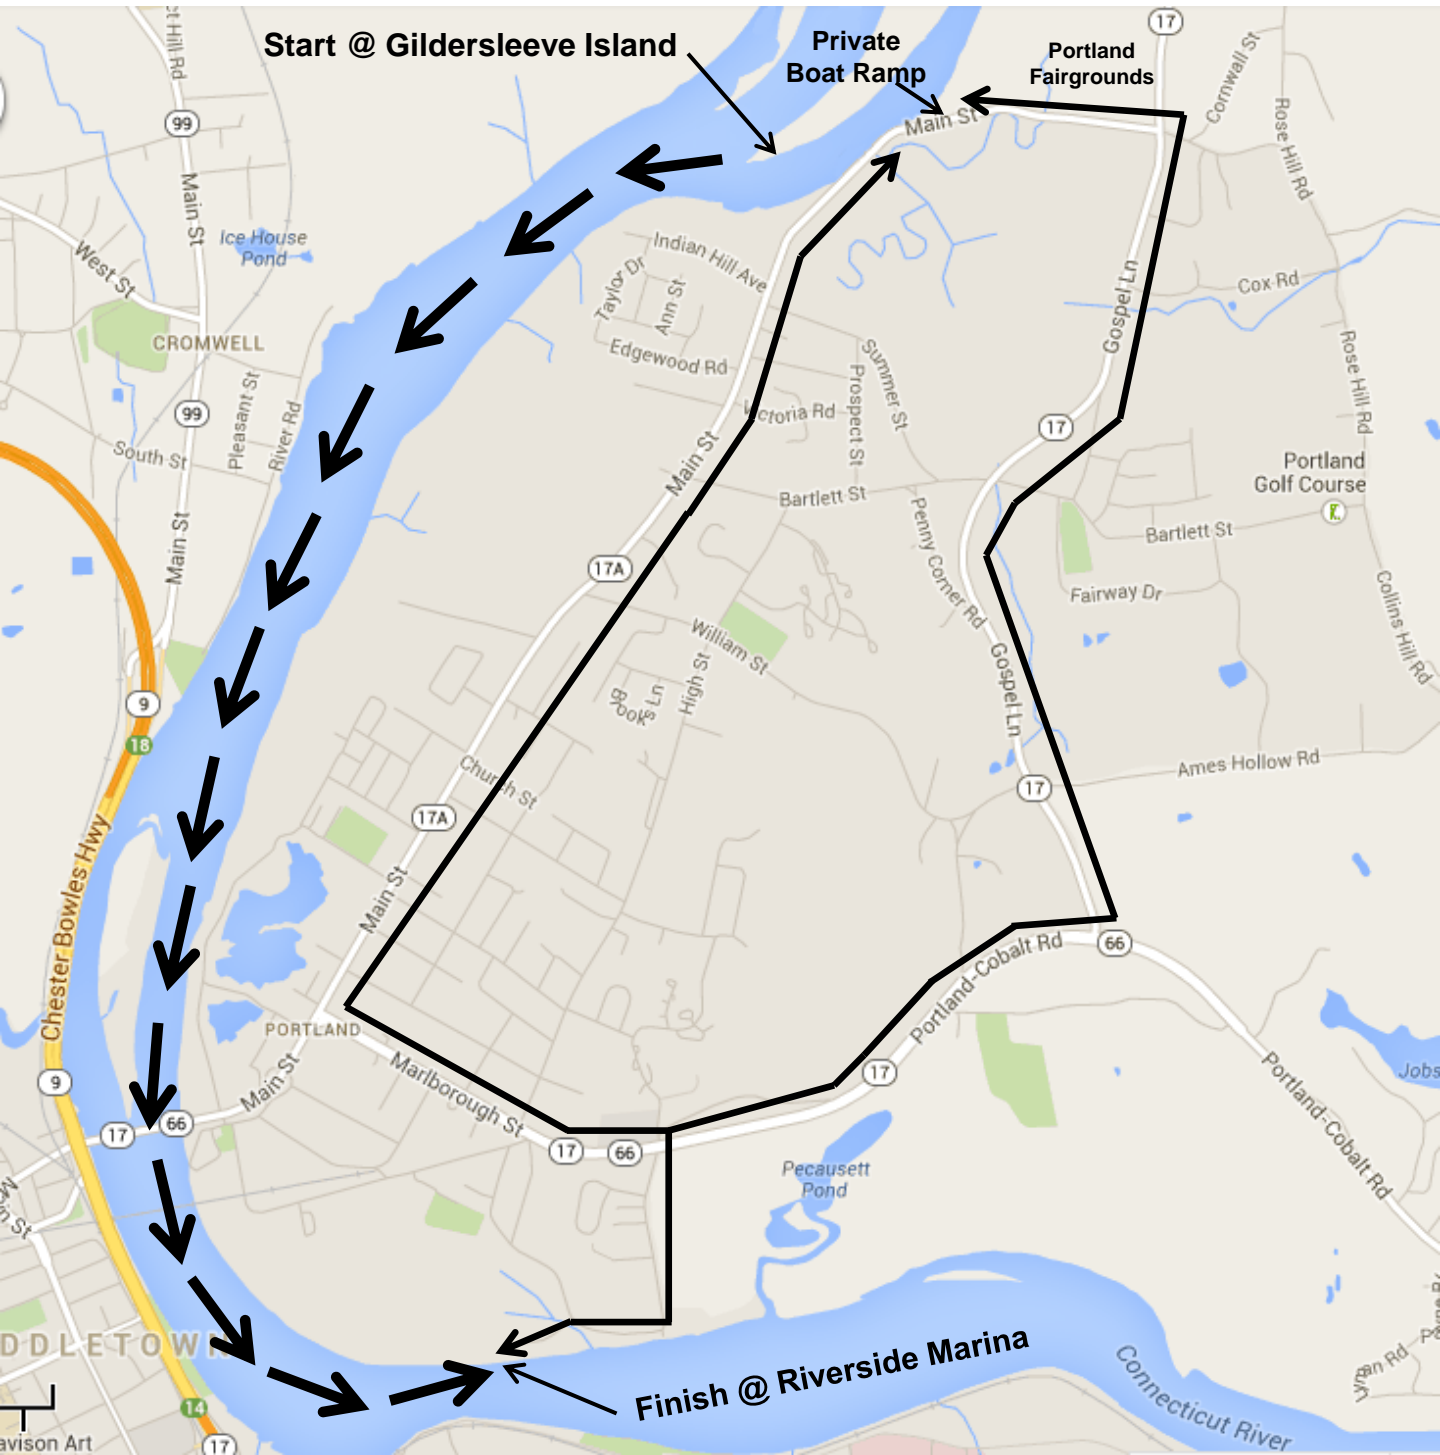 Start @ Gildersleeve Island
Private
Boat Ramp
Portland
Fairgrounds
17
Cornwall St
Rose Hill Rd
Main St
99
Main St
West St
Ice House
Pond
CROMWELL
99
Pleasant St
River Rd
South St
Main St
Indian Hill Ave
Taylor Dr
Ann St
Edgewood Rd
Victoria Rd
Prospect St
Summer St
Gospel Ln
Cox Rd
Rose Hill Rd
17
Main St
Bartlett St
Portland
Golf Course
Bartlett St
Penny Corner Rd
Fairway Dr
Collins Hill Rd
17A
William St
Brooks Ln
High St
Gospel Ln
9
18
Church St
17
Ames Hollow Rd
17A
Main St
Chester Bowles Hwy
Portland-Cobalt Rd
66
PORTLAND
Marlborough St
Main St
17
Portland-Cobalt Rd
Jobs
9
17
66
17
66
Pecausett
Pond
n St
DDLETOWN
Finish @ Riverside Marina
Connecticut River
14
17
avison Art